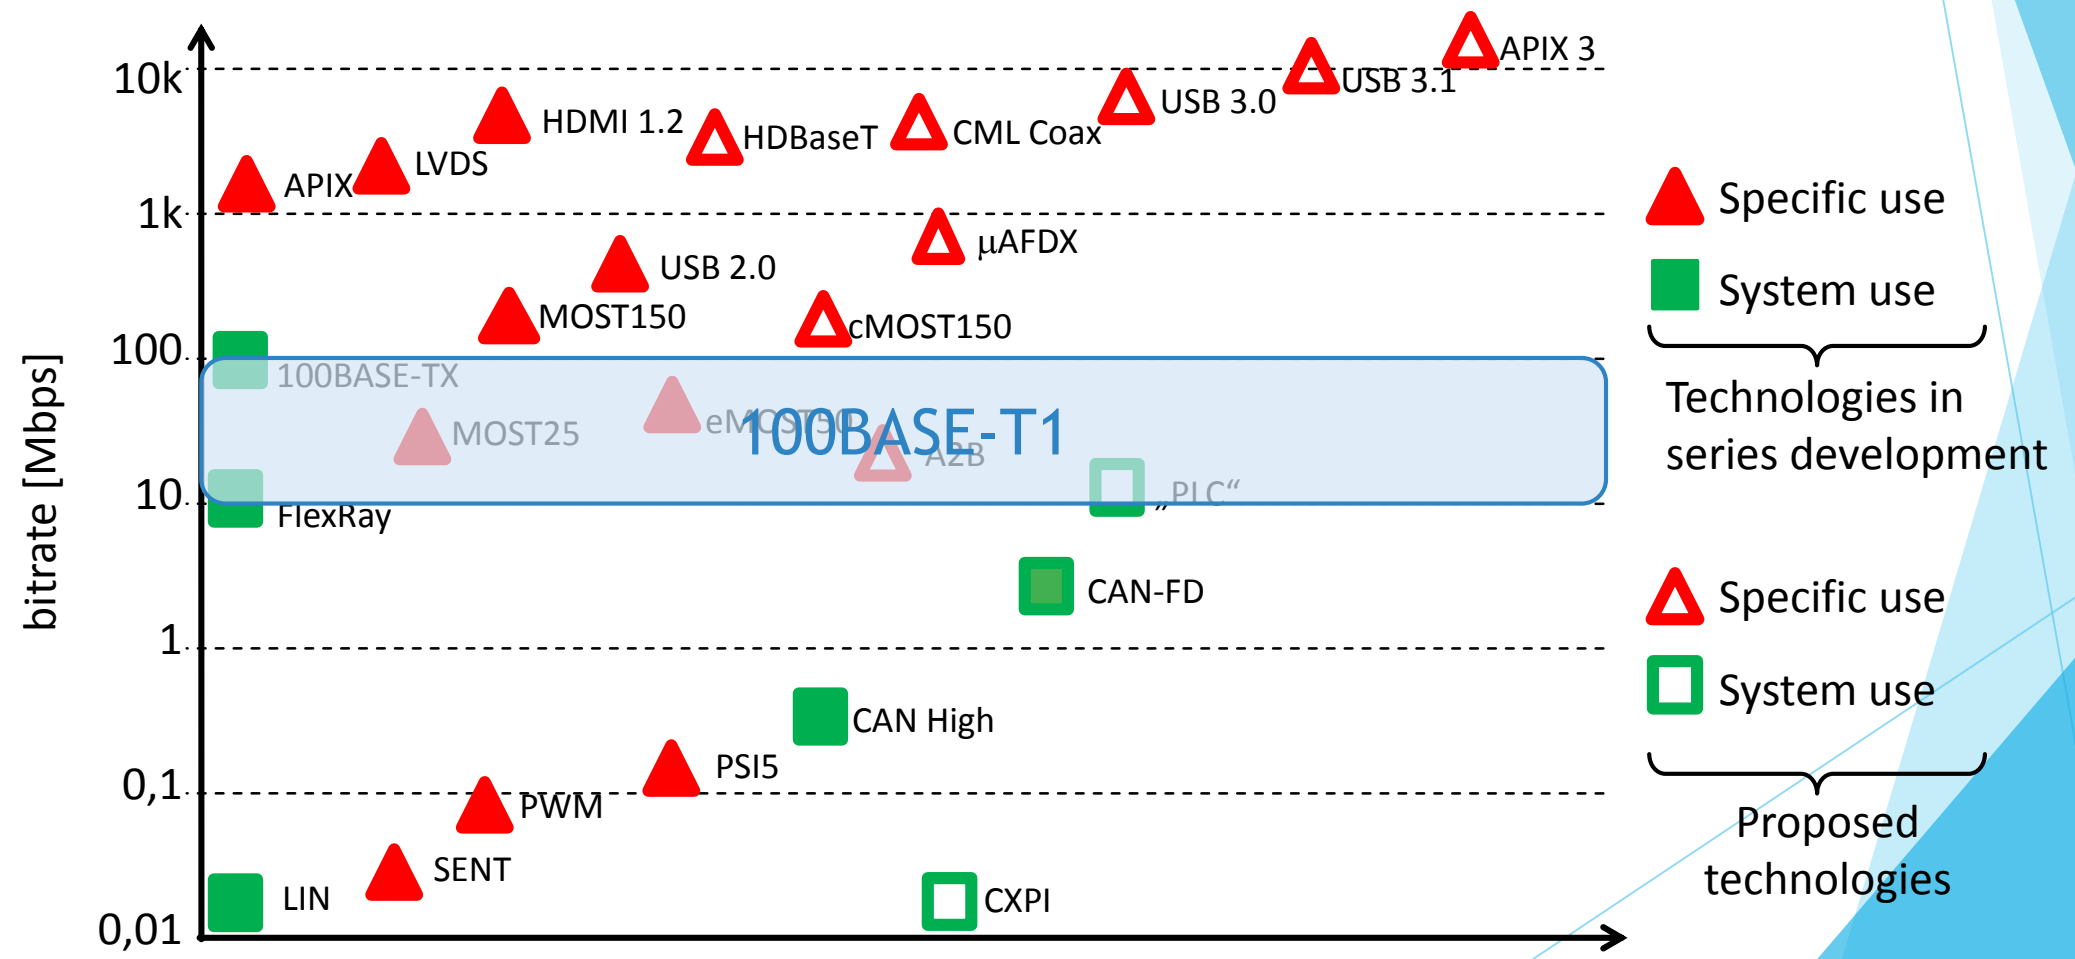 10k
1k
100
10
1
0,1
0,01
bitrate [Mbps]
APIX 3
USB 3.1
USB 3.0
HDMI 1.2
HDBaseT
CML Coax
LVDS
APIX
µAFDX
USB 2.0
MOST150
cMOST150
100BASE-TX
eMOST50
100BASE-T1
MOST25
A2B
„PLC“
FlexRay
CAN-FD
CAN High
PSI5
PWM
SENT
LIN
CXPI
Specific use
System use
Technologies in
series development
Specific use
System use
Proposed
technologies